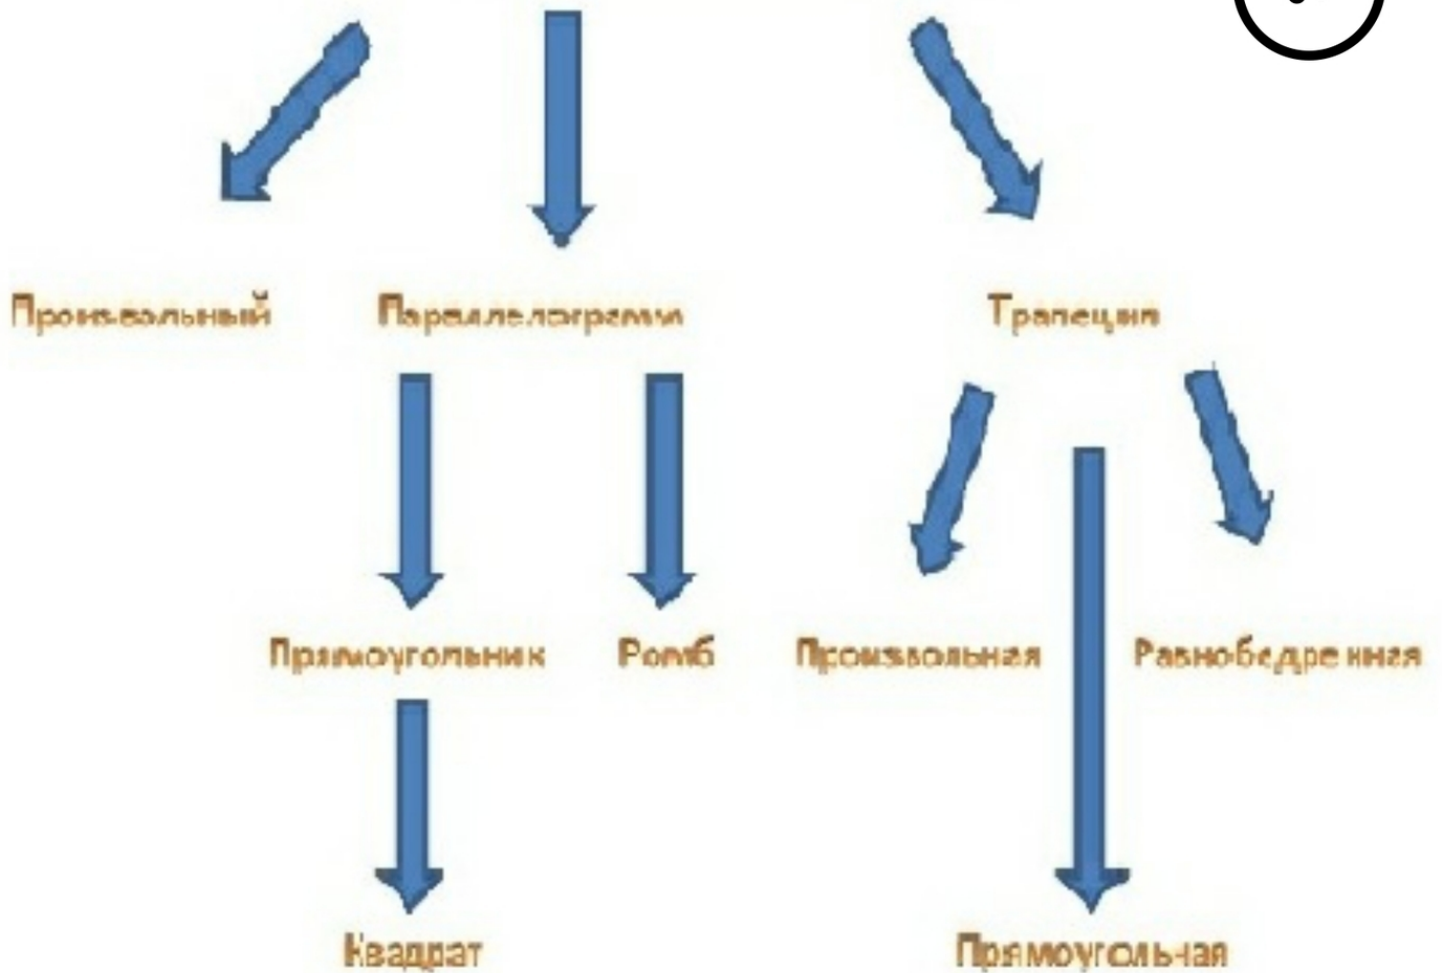 Произвольный Параллелограмм Трапеция
Прямоугольник Ромб Произвольная Равнобедренная
Квадрат Прямоугольная